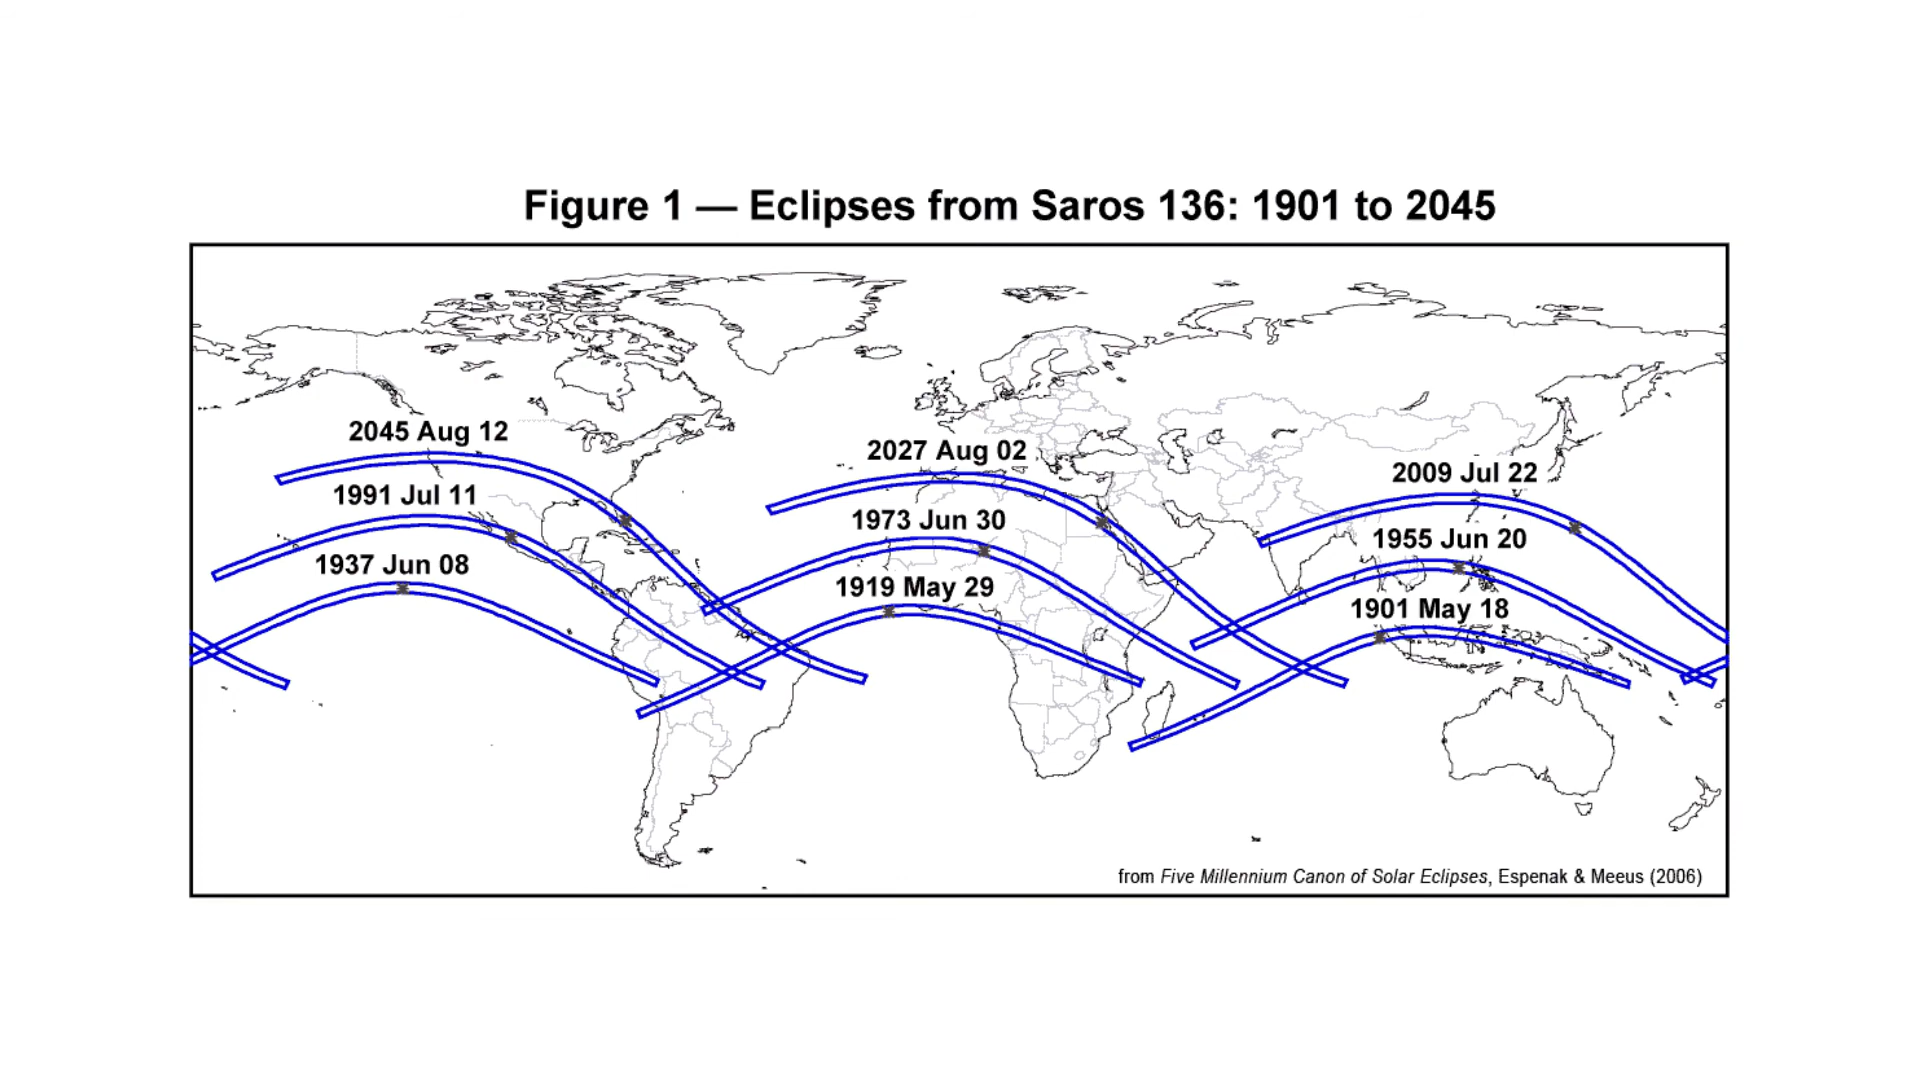 Figure 1 — Eclipses from Saros 136: 1901 to 2045
2045 Aug 12
2027 Aug 02
2009 Jul 22
1991 Jul 11
1973 Jun 30
1955 Jun 20
1937 Jun 08
1919 May 29
1901 May 18
from Five Millennium Canon of Solar Eclipses, Espenak & Meeus (2006)